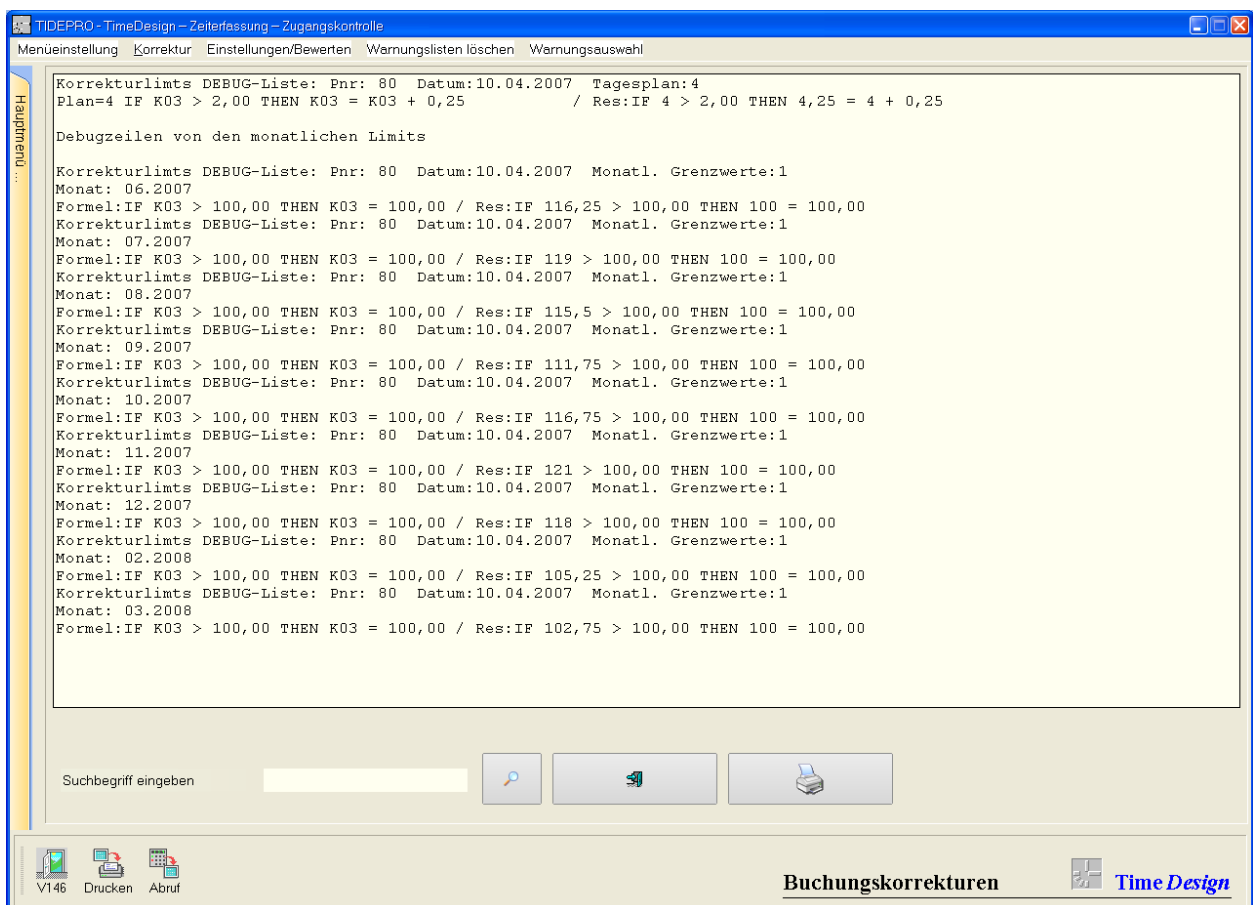 TIDEPRO - TimeDesign – Zeiterfassung – Zugangskontrolle
Menüeinstellung Korrektur Einstellungen/Bewerten Warnungslisten löschen Warnungsauswahl
Hauptmenü ...
Korrekturlimts DEBUG-Liste: Pnr: 80 Datum:10.04.2007 Tagesplan:4
Plan=4 IF K03 > 2,00 THEN K03 = K03 + 0,25 / Res:IF 4 > 2,00 THEN 4,25 = 4 + 0,25
Debugzeilen von den monatlichen Limits
Korrekturlimts DEBUG-Liste: Pnr: 80 Datum:10.04.2007 Monatl. Grenzwerte:1
Monat: 06.2007
Formel:IF K03 > 100,00 THEN K03 = 100,00 / Res:IF 116,25 > 100,00 THEN 100 = 100,00
Korrekturlimts DEBUG-Liste: Pnr: 80 Datum:10.04.2007 Monatl. Grenzwerte:1
Monat: 07.2007
Formel:IF K03 > 100,00 THEN K03 = 100,00 / Res:IF 119 > 100,00 THEN 100 = 100,00
Korrekturlimts DEBUG-Liste: Pnr: 80 Datum:10.04.2007 Monatl. Grenzwerte:1
Monat: 08.2007
Formel:IF K03 > 100,00 THEN K03 = 100,00 / Res:IF 115,5 > 100,00 THEN 100 = 100,00
Korrekturlimts DEBUG-Liste: Pnr: 80 Datum:10.04.2007 Monatl. Grenzwerte:1
Monat: 09.2007
Formel:IF K03 > 100,00 THEN K03 = 100,00 / Res:IF 111,75 > 100,00 THEN 100 = 100,00
Korrekturlimts DEBUG-Liste: Pnr: 80 Datum:10.04.2007 Monatl. Grenzwerte:1
Monat: 10.2007
Formel:IF K03 > 100,00 THEN K03 = 100,00 / Res:IF 116,75 > 100,00 THEN 100 = 100,00
Korrekturlimts DEBUG-Liste: Pnr: 80 Datum:10.04.2007 Monatl. Grenzwerte:1
Monat: 11.2007
Formel:IF K03 > 100,00 THEN K03 = 100,00 / Res:IF 121 > 100,00 THEN 100 = 100,00
Korrekturlimts DEBUG-Liste: Pnr: 80 Datum:10.04.2007 Monatl. Grenzwerte:1
Monat: 12.2007
Formel:IF K03 > 100,00 THEN K03 = 100,00 / Res:IF 118 > 100,00 THEN 100 = 100,00
Korrekturlimts DEBUG-Liste: Pnr: 80 Datum:10.04.2007 Monatl. Grenzwerte:1
Monat: 02.2008
Formel:IF K03 > 100,00 THEN K03 = 100,00 / Res:IF 105,25 > 100,00 THEN 100 = 100,00
Korrekturlimts DEBUG-Liste: Pnr: 80 Datum:10.04.2007 Monatl. Grenzwerte:1
Monat: 03.2008
Formel:IF K03 > 100,00 THEN K03 = 100,00 / Res:IF 102,75 > 100,00 THEN 100 = 100,00
Suchbegriff eingeben
V146 Drucken Abruf
Buchungskorrekturen
Time Design